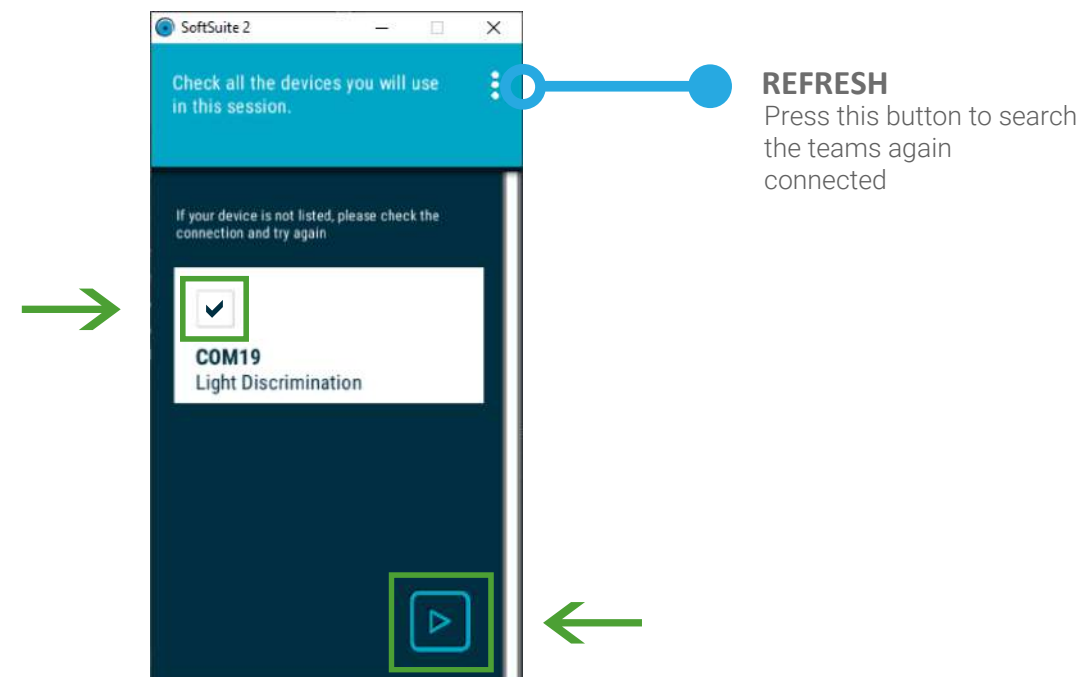 SoftSuite 2
Check all the devices you will use
in this session.
REFRESH
Press this button to search
the teams again
connected
If your device is not listed, please check the
connection and try again
COM19
Light Discrimination